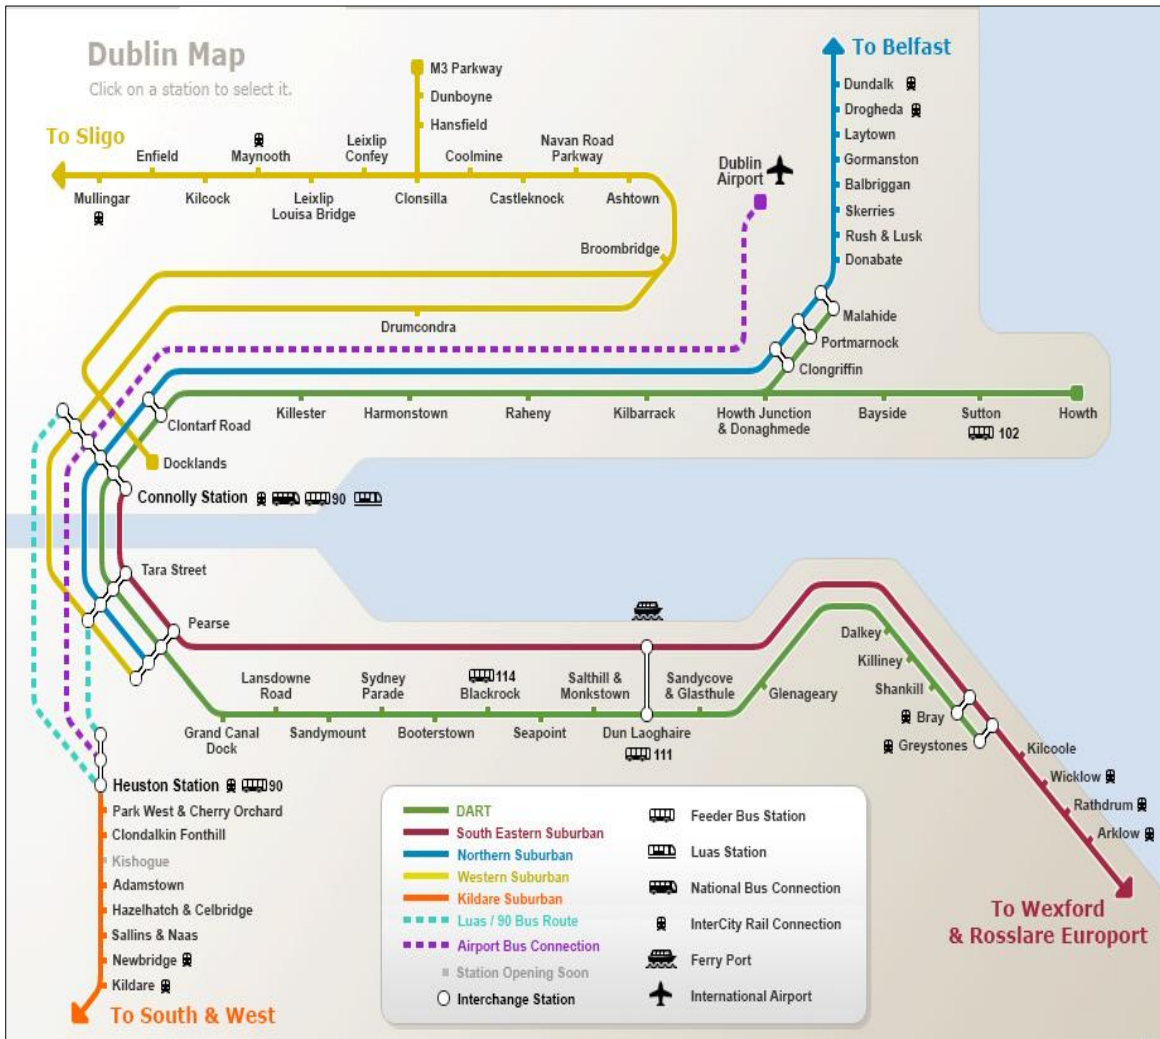 Dublin Map
Click on a station to select it.
To Belfast
To Sligo
M3 Parkway
Dunboyne
Hansfield
Enfield
Maynooth
Leixlip
Confey
Coolmine
Navan Road
Parkway
Mullingar
Kilcock
Leixlip
Louisa Bridge
Clonsilla
Castleknock
Ashtown
Broombridge
Drumcondra
Dublin
Airport
Dundalk
Drogheda
Laytown
Gormanston
Balbriggan
Skerries
Rush & Lusk
Donabate
Malahide
Portmarnock
Clongriffin
Clontarf Road
Killester
Harmonstown
Raheny
Kilbarrack
Howth Junction
& Donaghmede
Bayside
Sutton
102
Howth
Docklands
Connolly Station
90
Tara Street
Pearse
Lansdowne
Road
Sydney
Parade
114
Blackrock
Salthill &
Monkstown
Sandycove
& Glasthule
Glenageary
Grand Canal
Dock
Sandymount
Booterstown
Seapoint
Dun Laoghaire
111
Dalkey
Killiney
Shankill
Bray
Greystones
Kilcoole
Wicklow
Rathdrum
Arklow
To Wexford
& Rosslare Europort
Heuston Station
90
Park West & Cherry Orchard
Clondalkin Fonthill
Kishogue
Adamstown
Hazelhatch & Celbridge
Sallins & Naas
Newbridge
Kildare
To South & West
DART
South Eastern Suburban
Northern Suburban
Western Suburban
Kildare Suburban
Luas / 90 Bus Route
Airport Bus Connection
Station Opening Soon
Interchange Station
Feeder Bus Station
Luas Station
National Bus Connection
InterCity Rail Connection
Ferry Port
International Airport